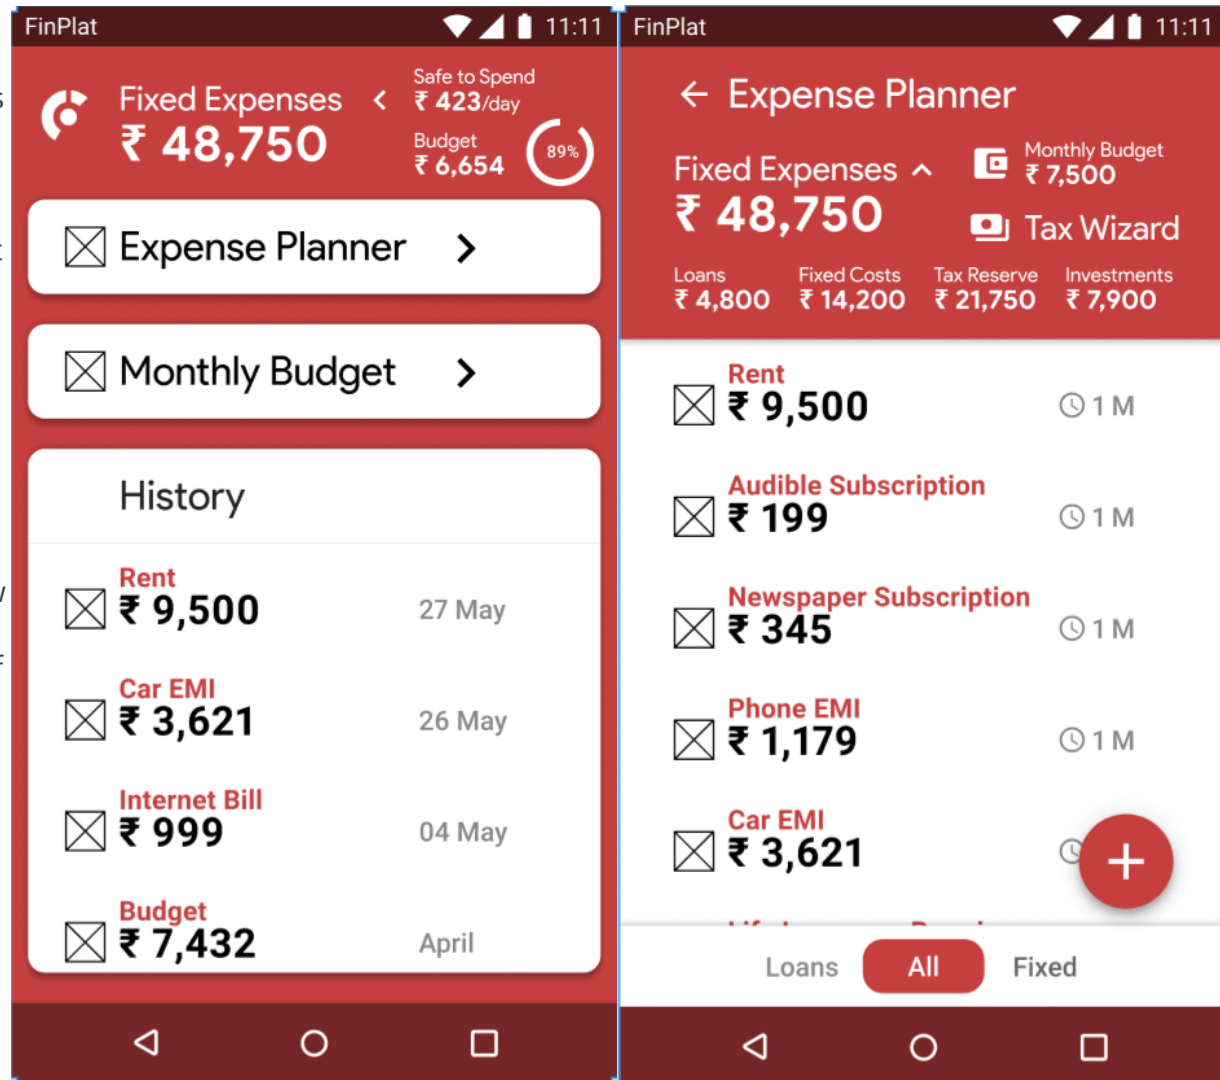 FinPlat
11:11
Fixed Expenses
₹ 48,750
Safe to Spend
₹ 423/day
Budget
₹ 6,654
89%
Expense Planner
Monthly Budget
History
Rent
₹ 9,500
27 May
Car EMI
₹ 3,621
26 May
Internet Bill
₹ 999
04 May
Budget
₹ 7,432
April
FinPlat
11:11
Expense Planner
Fixed Expenses
₹ 48,750
Monthly Budget
₹ 7,500
Tax Wizard
Loans
₹ 4,800
Fixed Costs
₹ 14,200
Tax Reserve
₹ 21,750
Investments
₹ 7,900
Rent
₹ 9,500
1 M
Audible Subscription
₹ 199
1 M
Newspaper Subscription
₹ 345
1 M
Phone EMI
₹ 1,179
1 M
Car EMI
₹ 3,621
Loans
All
Fixed